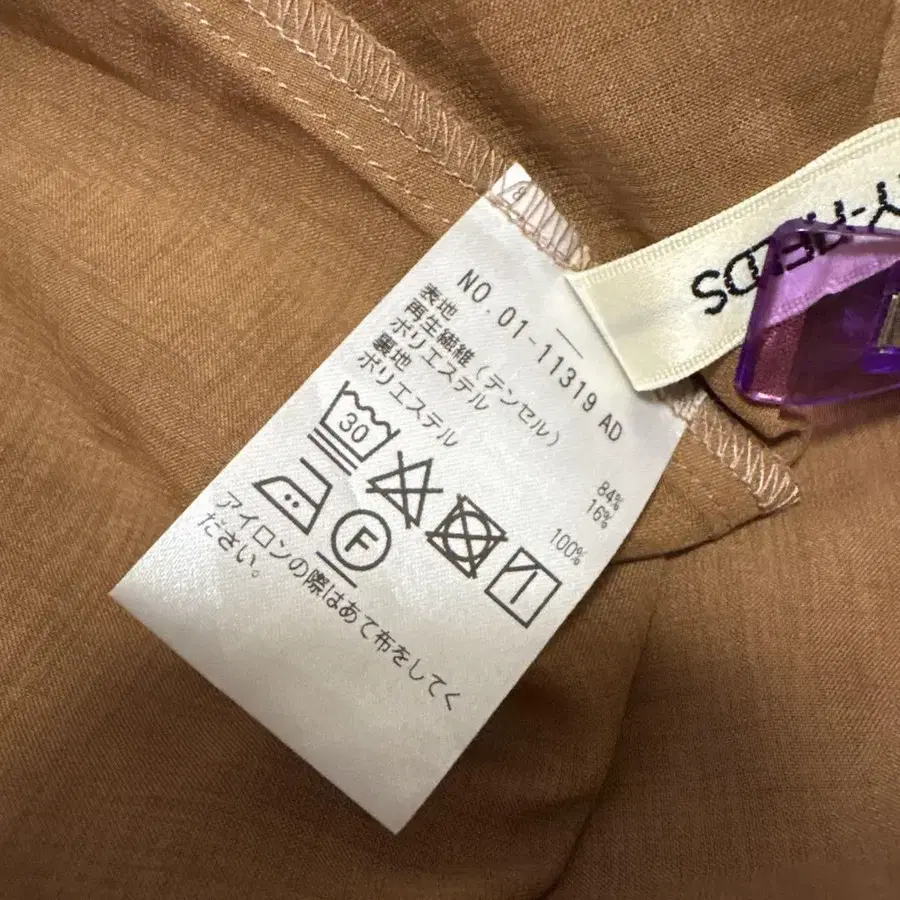 NO.01-11319 AD
表地
再生繊維(テンセル) 84%
ポリエステル 16%
裏地
ポリエステル 100%
30
F
アイロンの際はあて布をしてく
ださい。